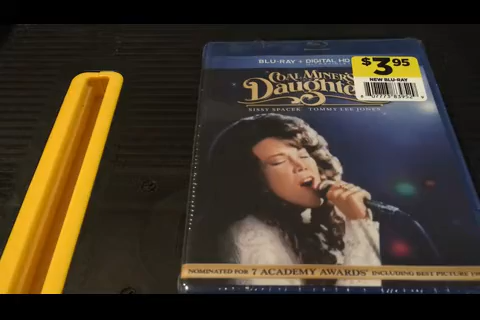 BLU-RAY + DIGITAL HD
$3.95
NEW BLU-RAY
COAL MINER'S
Daughter
SISSY SPACEK TOMMY LEE JONES
NOMINATED FOR 7 ACADEMY AWARDS INCLUDING BEST PICTURE